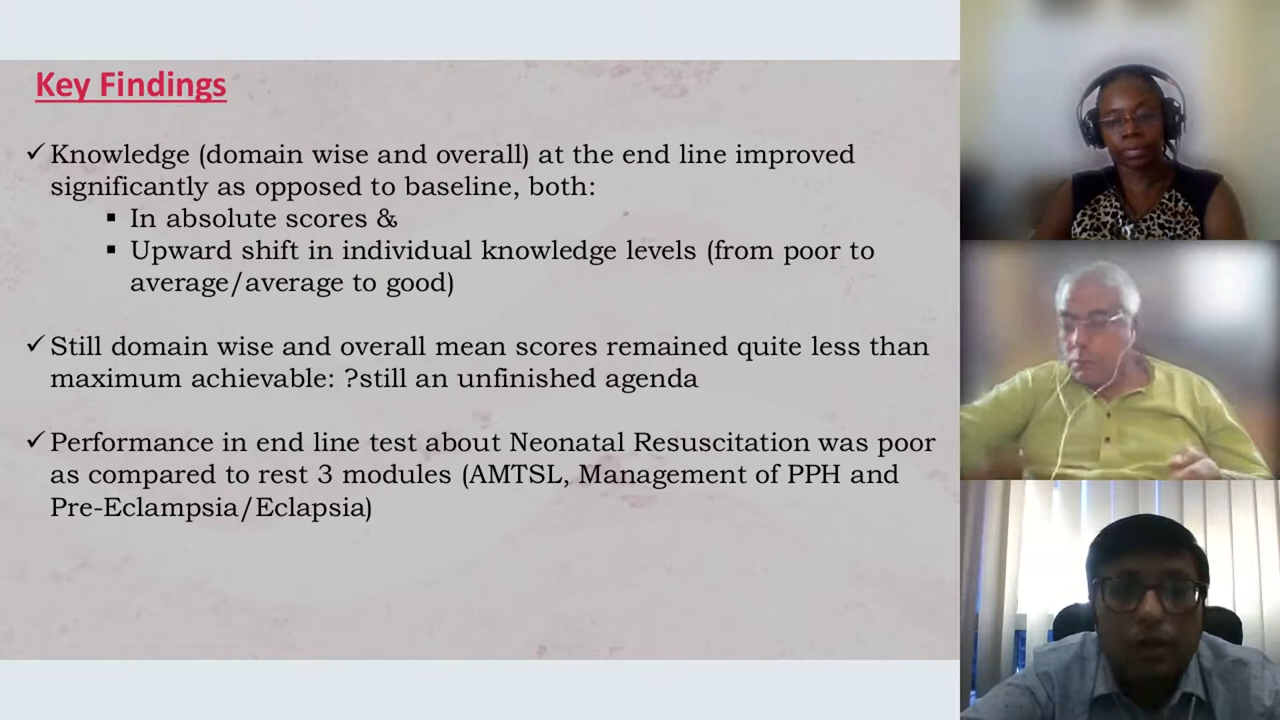 Key Findings
✓ Knowledge (domain wise and overall) at the end line improved
significantly as opposed to baseline, both:
▪ In absolute scores &
▪ Upward shift in individual knowledge levels (from poor to
average/average to good)
✓ Still domain wise and overall mean scores remained quite less than
maximum achievable: ?still an unfinished agenda
✓ Performance in end line test about Neonatal Resuscitation was poor
as compared to rest 3 modules (AMTSL, Management of PPH and
Pre-Eclampsia/Eclapsia)